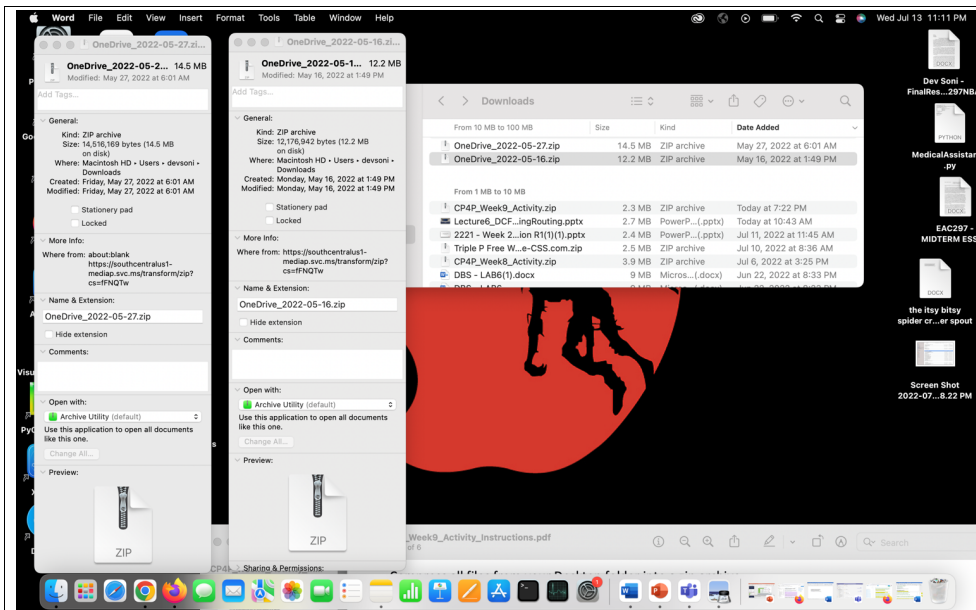 Word File Edit View Insert Format Tools Table Window Help
Wed Jul 13 11:11 PM
OneDrive_2022-05-27.zi...
OneDrive_2022-05-2... 14.5 MB
Modified: May 27, 2022 at 6:01 AM
Add Tags...
General:
Kind: ZIP archive
Size: 14,516,169 bytes (14.5 MB
on disk)
Where: Macintosh HD • Users • devsoni •
Downloads
Created: Friday, May 27, 2022 at 6:01 AM
Modified: Friday, May 27, 2022 at 6:01 AM
Stationery pad
Locked
More Info:
Where from: about:blank
https://southcentralus1-
mediap.svc.ms/transform/zip?
cs=fFNQTw
Name & Extension:
OneDrive_2022-05-27.zip
Hide extension
Comments:
Open with:
Archive Utility (default)
Use this application to open all documents
like this one.
Change All...
Preview:
ZIP
OneDrive_2022-05-16.zi...
OneDrive_2022-05-1... 12.2 MB
Modified: May 16, 2022 at 1:49 PM
Add Tags...
General:
Kind: ZIP archive
Size: 12,176,942 bytes (12.2 MB
on disk)
Where: Macintosh HD • Users • devsoni •
Downloads
Created: Monday, May 16, 2022 at 1:49 PM
Modified: Monday, May 16, 2022 at 1:49 PM
Stationery pad
Locked
More Info:
Where from: https://southcentralus1-
mediap.svc.ms/transform/zip?
cs=fFNQTw
Name & Extension:
OneDrive_2022-05-16.zip
Hide extension
Comments:
Open with:
Archive Utility (default)
Use this application to open all documents
like this one.
Change All...
Preview:
ZIP
Sharing & Permissions:
Downloads
From 10 MB to 100 MB Size Kind Date Added
OneDrive_2022-05-27.zip 14.5 MB ZIP archive May 27, 2022 at 6:01 AM
OneDrive_2022-05-16.zip 12.2 MB ZIP archive May 16, 2022 at 1:49 PM
From 1 MB to 10 MB
CP4P_Week9_Activity.zip 2.3 MB ZIP archive Today at 7:22 PM
Lecture6_DCF...ingRouting.pptx 2.7 MB PowerP...(.pptx) Today at 10:43 AM
2221 - Week 2...ion R1(1)(1).pptx 2.4 MB PowerP...(.pptx) Jul 11, 2022 at 11:45 AM
Triple P Free W...e-CSS.com.zip 2.5 MB ZIP archive Jul 10, 2022 at 8:36 AM
CP4P_Week8_Activity.zip 3.9 MB ZIP archive Jul 6, 2022 at 3:25 PM
DBS - LAB6(1).docx 9 MB Micros...(.docx) Jun 22, 2022 at 8:33 PM
DOCX
Dev Soni -
FinalRes...297NB
PYTHON
MedicalAssistan
.py
DOCX
EAC297 -
MIDTERM ESS
DOCX
the itsy bitsy
spider cr...er spout
Screen Shot
2022-07...8.22 PM
_Week9_Activity_Instructions.pdf
of 6
Search